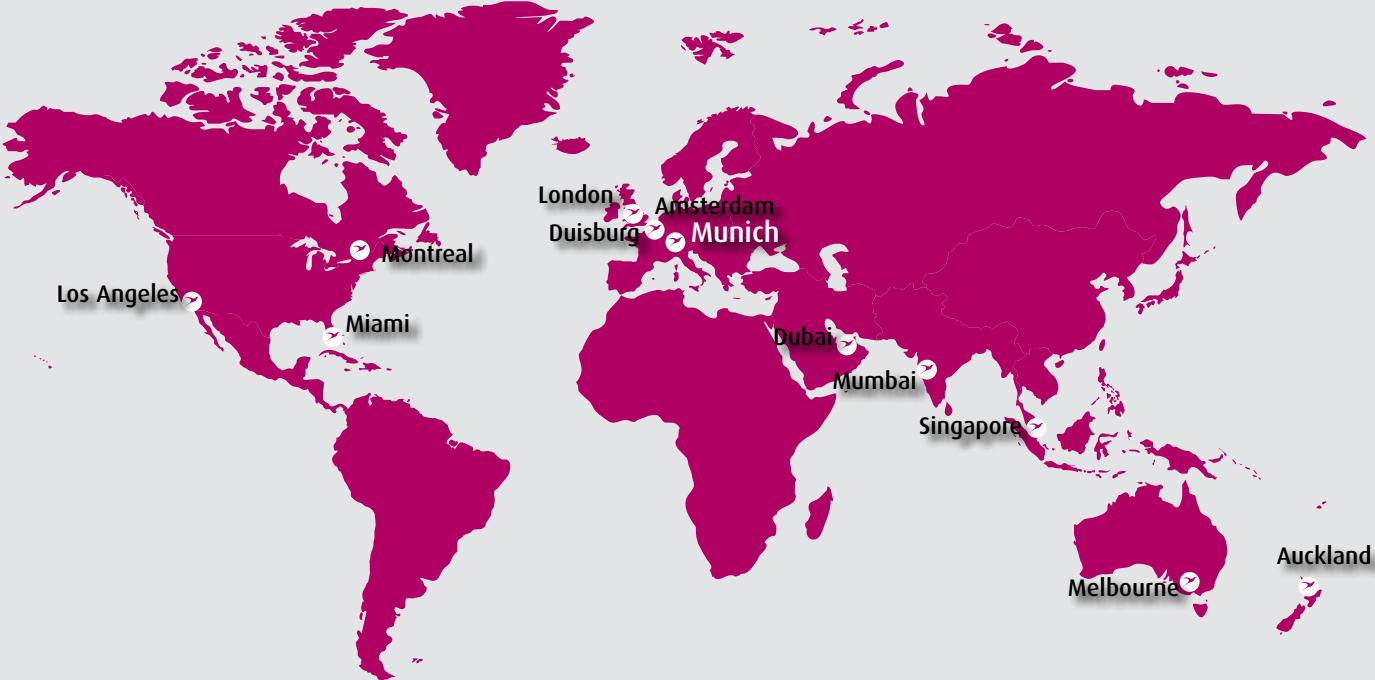 London
Amsterdam
Duisburg
Munich
Montreal
Los Angeles
Miami
Dubai
Mumbai
Singapore
Auckland
Melbourne